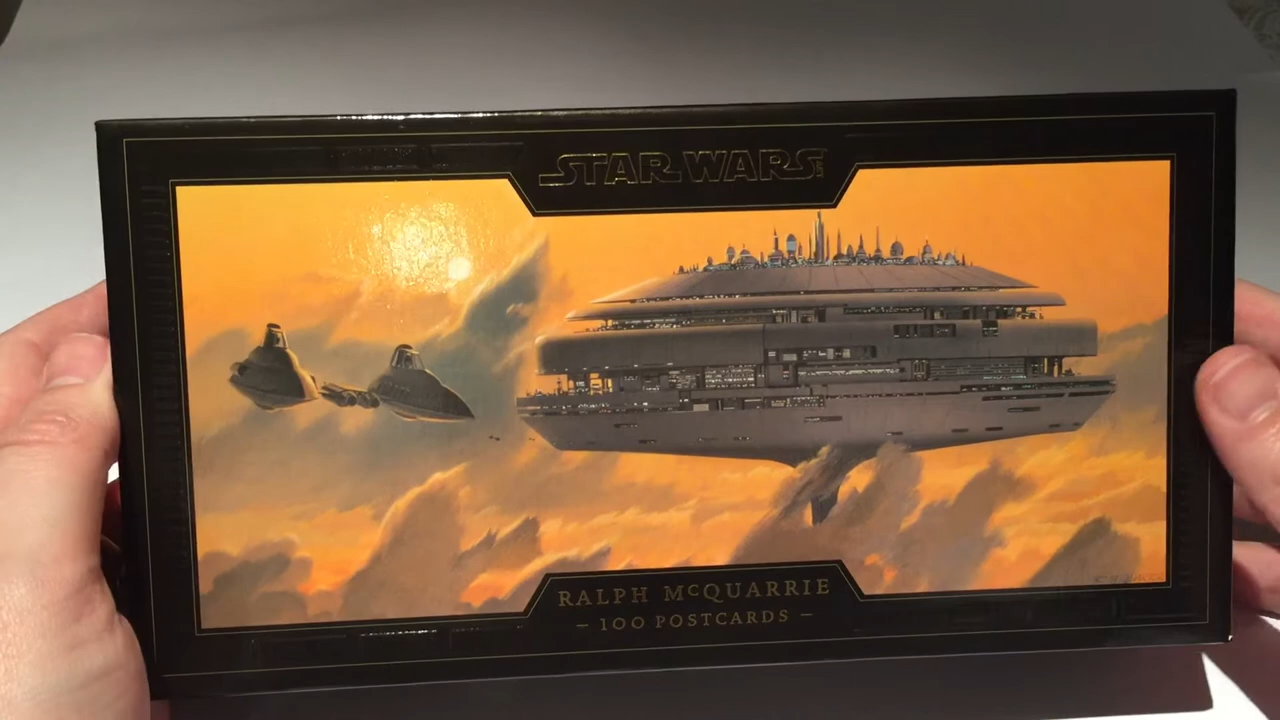 STAR WARS
RALPH McQUARRIE
– 100 POSTCARDS –